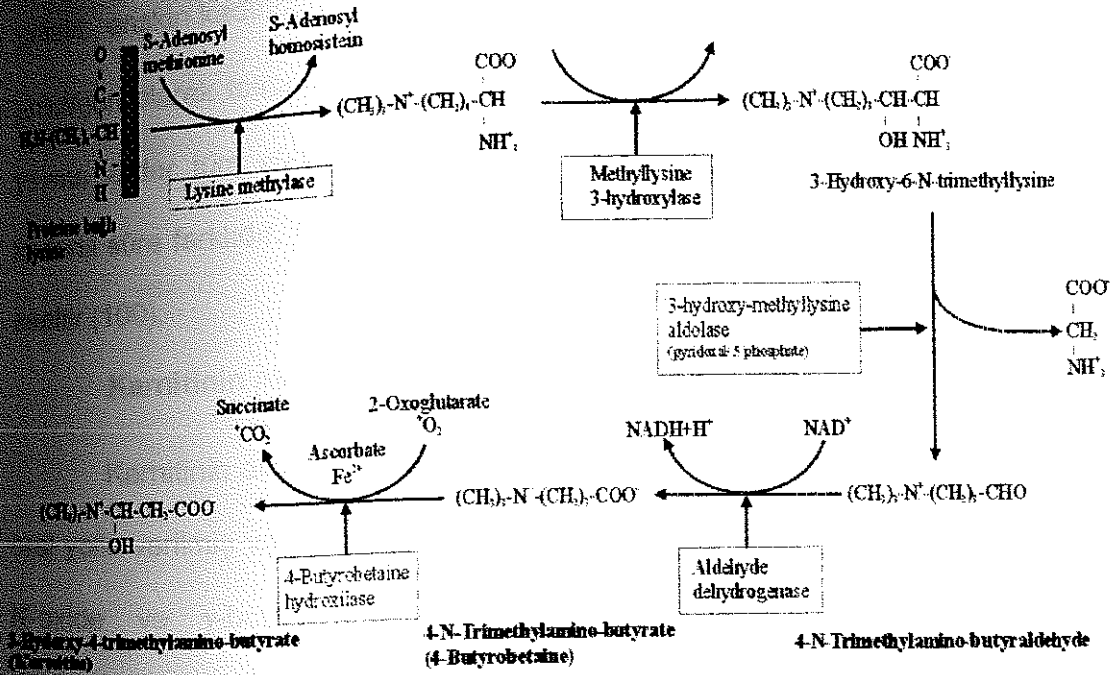 S-Adenosyl
methionine
S-Adenosyl
homosistein
O
C
N
H
Lysine methylase
COO⁻
(CH₃)₃-N⁺-(CH₂)₄-CH
NH⁺₃
Methyllysine
3-hydroxylase
COO⁻
(CH₃)₃-N⁺-(CH₂)₃-CH-CH
OH NH⁺₃
3-Hydroxy-6-N-trimethyllysine
3-hydroxy-methyllysine
aldolase
(pyridoxal-5 phosphate)
COO⁻
CH₂
NH⁺₃
Succinate
⁺CO₂
2-Oxoglutarate
⁺O₂
Ascorbate
Fe²⁺
NADH+H⁺
NAD⁺
-CH-CH₂-COO⁻
OH
(CH₃)₃-N-(CH₂)₃-COO⁻
(CH₃)₃-N⁺-(CH₂)₃-CHO
4-Butyrobetaine
hydroxilase
Aldehyde
dehydrogenase
4-trimethylamino-butyrate
4-N-Trimethylamino-butyrate
(4-Butyrobetaine)
4-N-Trimethylamino-butyraldehyde